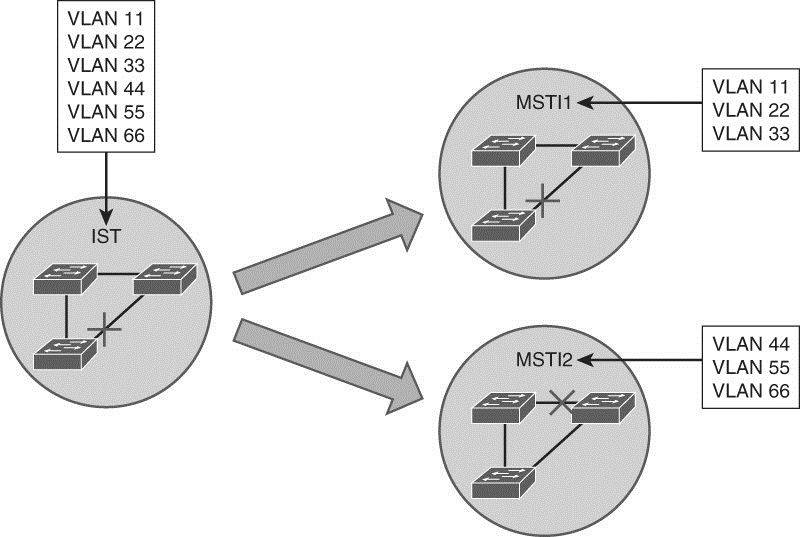 VLAN 11
VLAN 22
VLAN 33
VLAN 44
VLAN 55
VLAN 66
IST
MSTI1
VLAN 11
VLAN 22
VLAN 33
MSTI2
VLAN 44
VLAN 55
VLAN 66